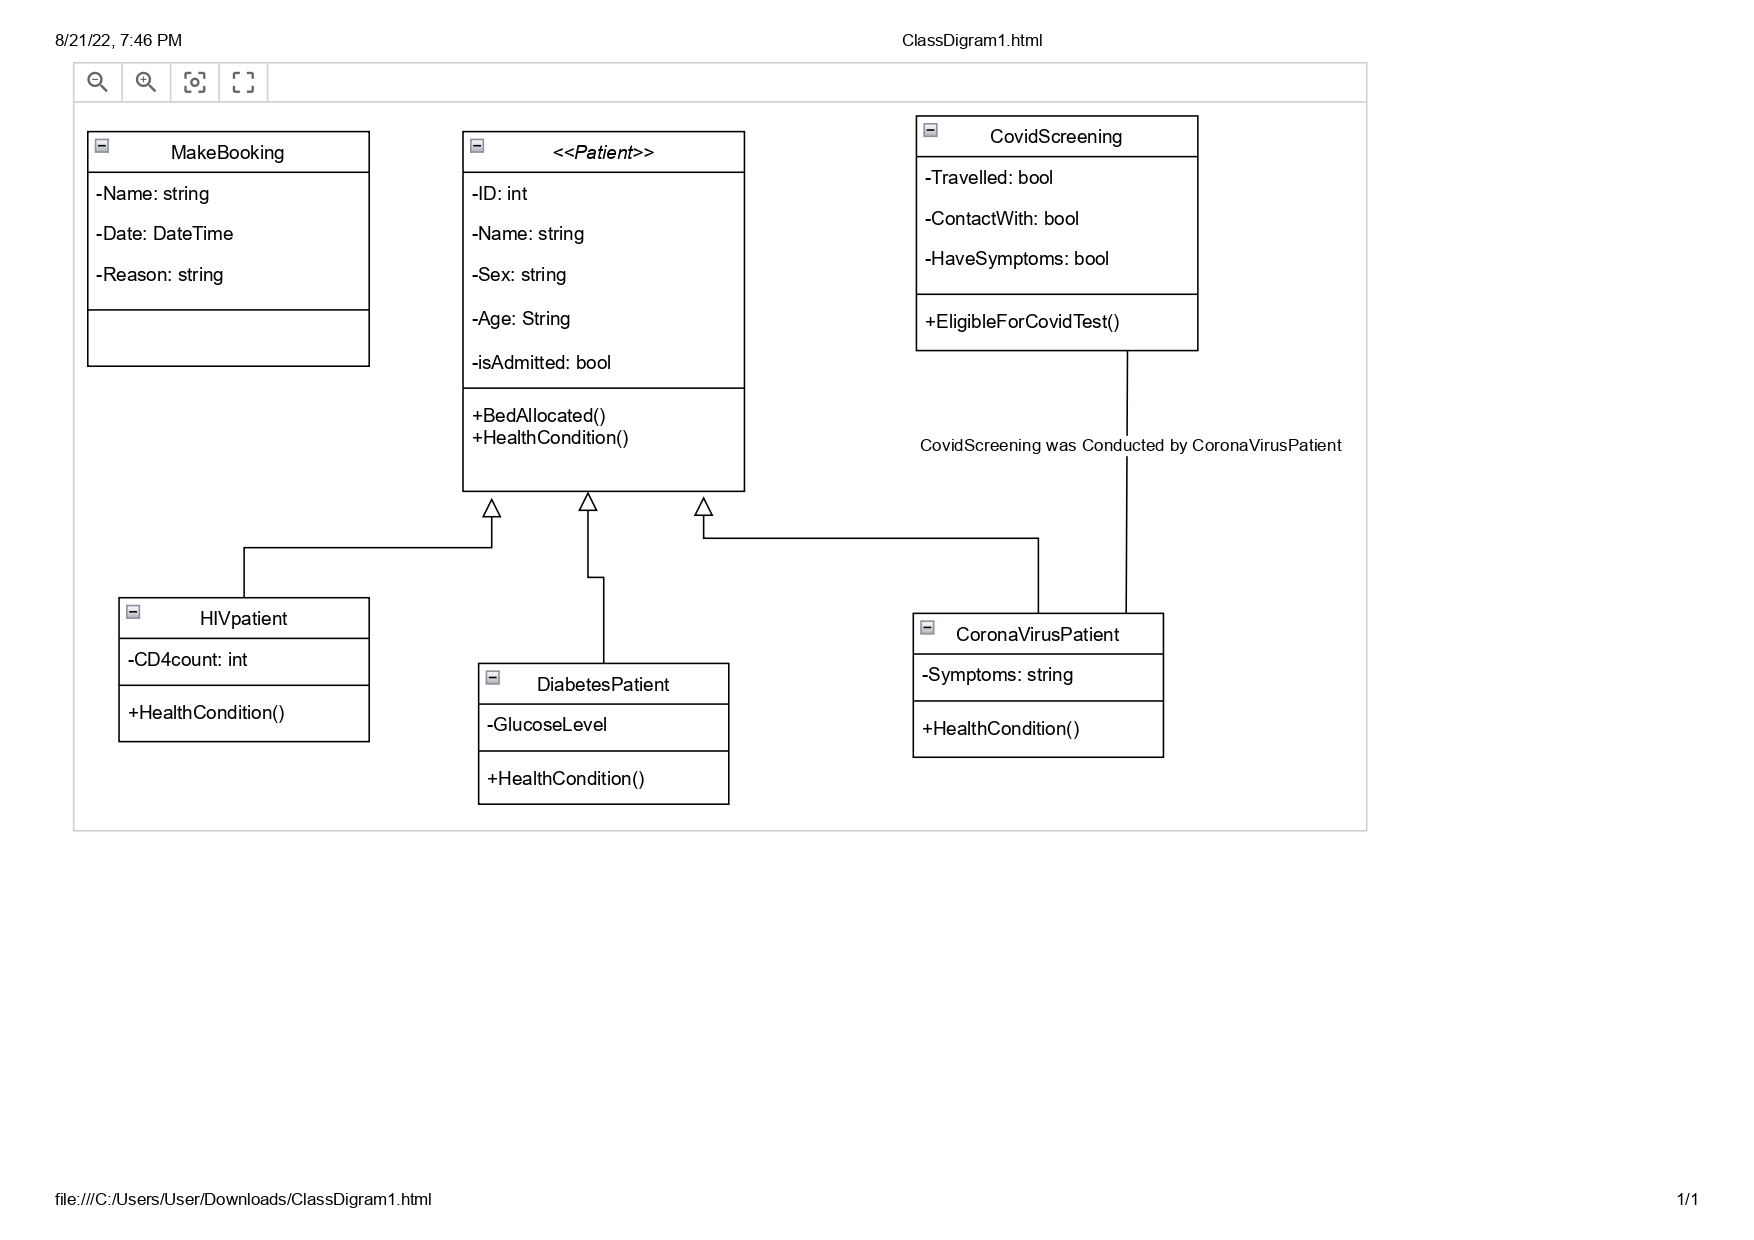 8/21/22, 7:46 PM
ClassDigram1.html
MakeBooking
-Name: string
-Date: DateTime
-Reason: string
<<Patient>>
-ID: int
-Name: string
-Sex: string
-Age: String
-isAdmitted: bool
+BedAllocated()
+HealthCondition()
CovidScreening
-Travelled: bool
-ContactWith: bool
-HaveSymptoms: bool
+EligibleForCovidTest()
CovidScreening was Conducted by CoronaVirusPatient
HIVpatient
-CD4count: int
+HealthCondition()
DiabetesPatient
-GlucoseLevel
+HealthCondition()
CoronaVirusPatient
-Symptoms: string
+HealthCondition()
file:///C:/Users/User/Downloads/ClassDigram1.html
1/1